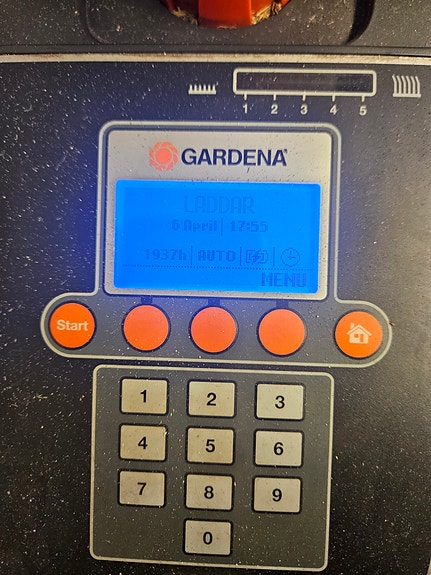 1 2 3 4 5
GARDENA
LADDAR
6 April 17:55
1937h AUTO
MENU
Start
1 2 3
4 5 6
7 8 9
0